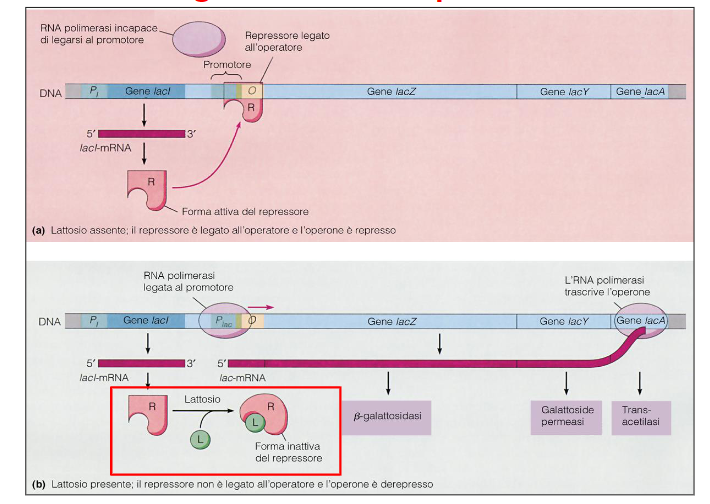 RNA polimerasi incapace
di legarsi al promotore
Repressore legato
all'operatore
Promotore
DNA
P_I
Gene lacI
O
Gene lacZ
Gene lacY
Gene lacA
R
5′
3′
lacI-mRNA
R
Forma attiva del repressore
(a) Lattosio assente; il repressore è legato all'operatore e l'operone è represso
RNA polimerasi
legata al promotore
L'RNA polimerasi
trascrive l'operone
DNA
P_I
Gene lacI
P_lac
O
Gene lacZ
Gene lacY
Gene lacA
5′
3′
5′
lacI-mRNA
lac-mRNA
R
Lattosio
L
R
L
Forma inattiva
del repressore
β-galattosidasi
Galattoside
permeasi
Trans-
acetilasi
(b) Lattosio presente; il repressore non è legato all'operatore e l'operone è derepresso